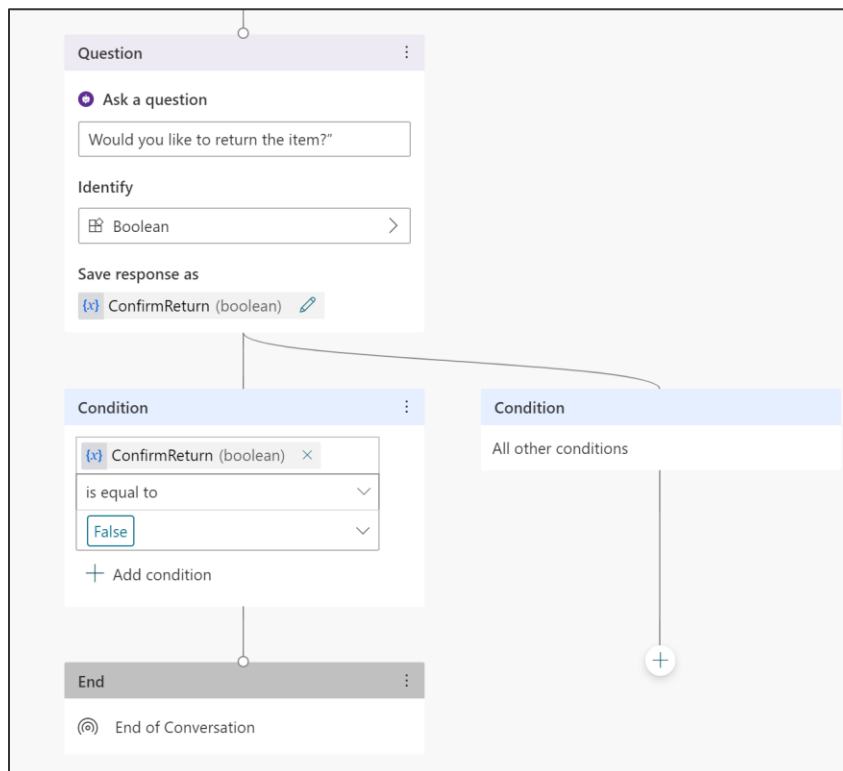 Question
Ask a question
Would you like to return the item?”
Identify
Boolean
Save response as
{x} ConfirmReturn (boolean)
Condition
{x} ConfirmReturn (boolean)
is equal to
False
Add condition
Condition
All other conditions
End
End of Conversation